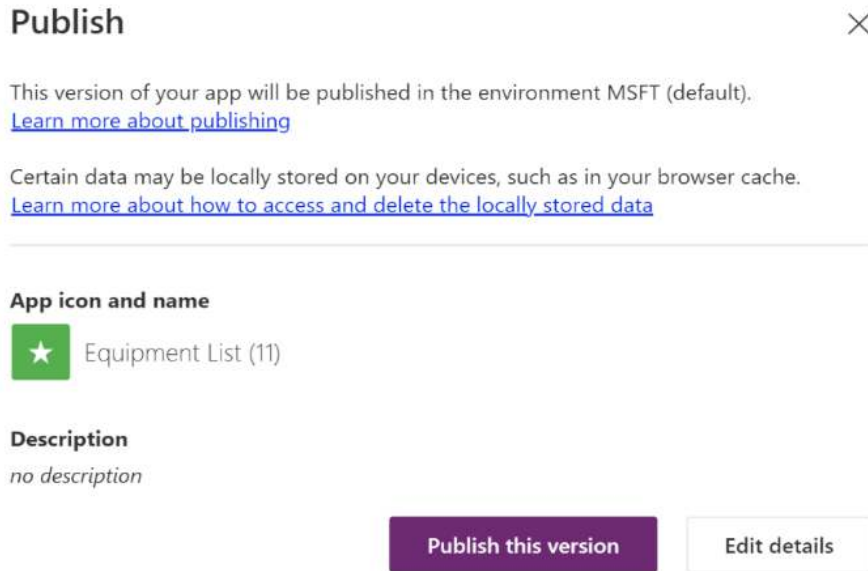 Publish
This version of your app will be published in the environment MSFT (default).
Learn more about publishing
Certain data may be locally stored on your devices, such as in your browser cache.
Learn more about how to access and delete the locally stored data
App icon and name
Equipment List (11)
Description
no description
Publish this version
Edit details